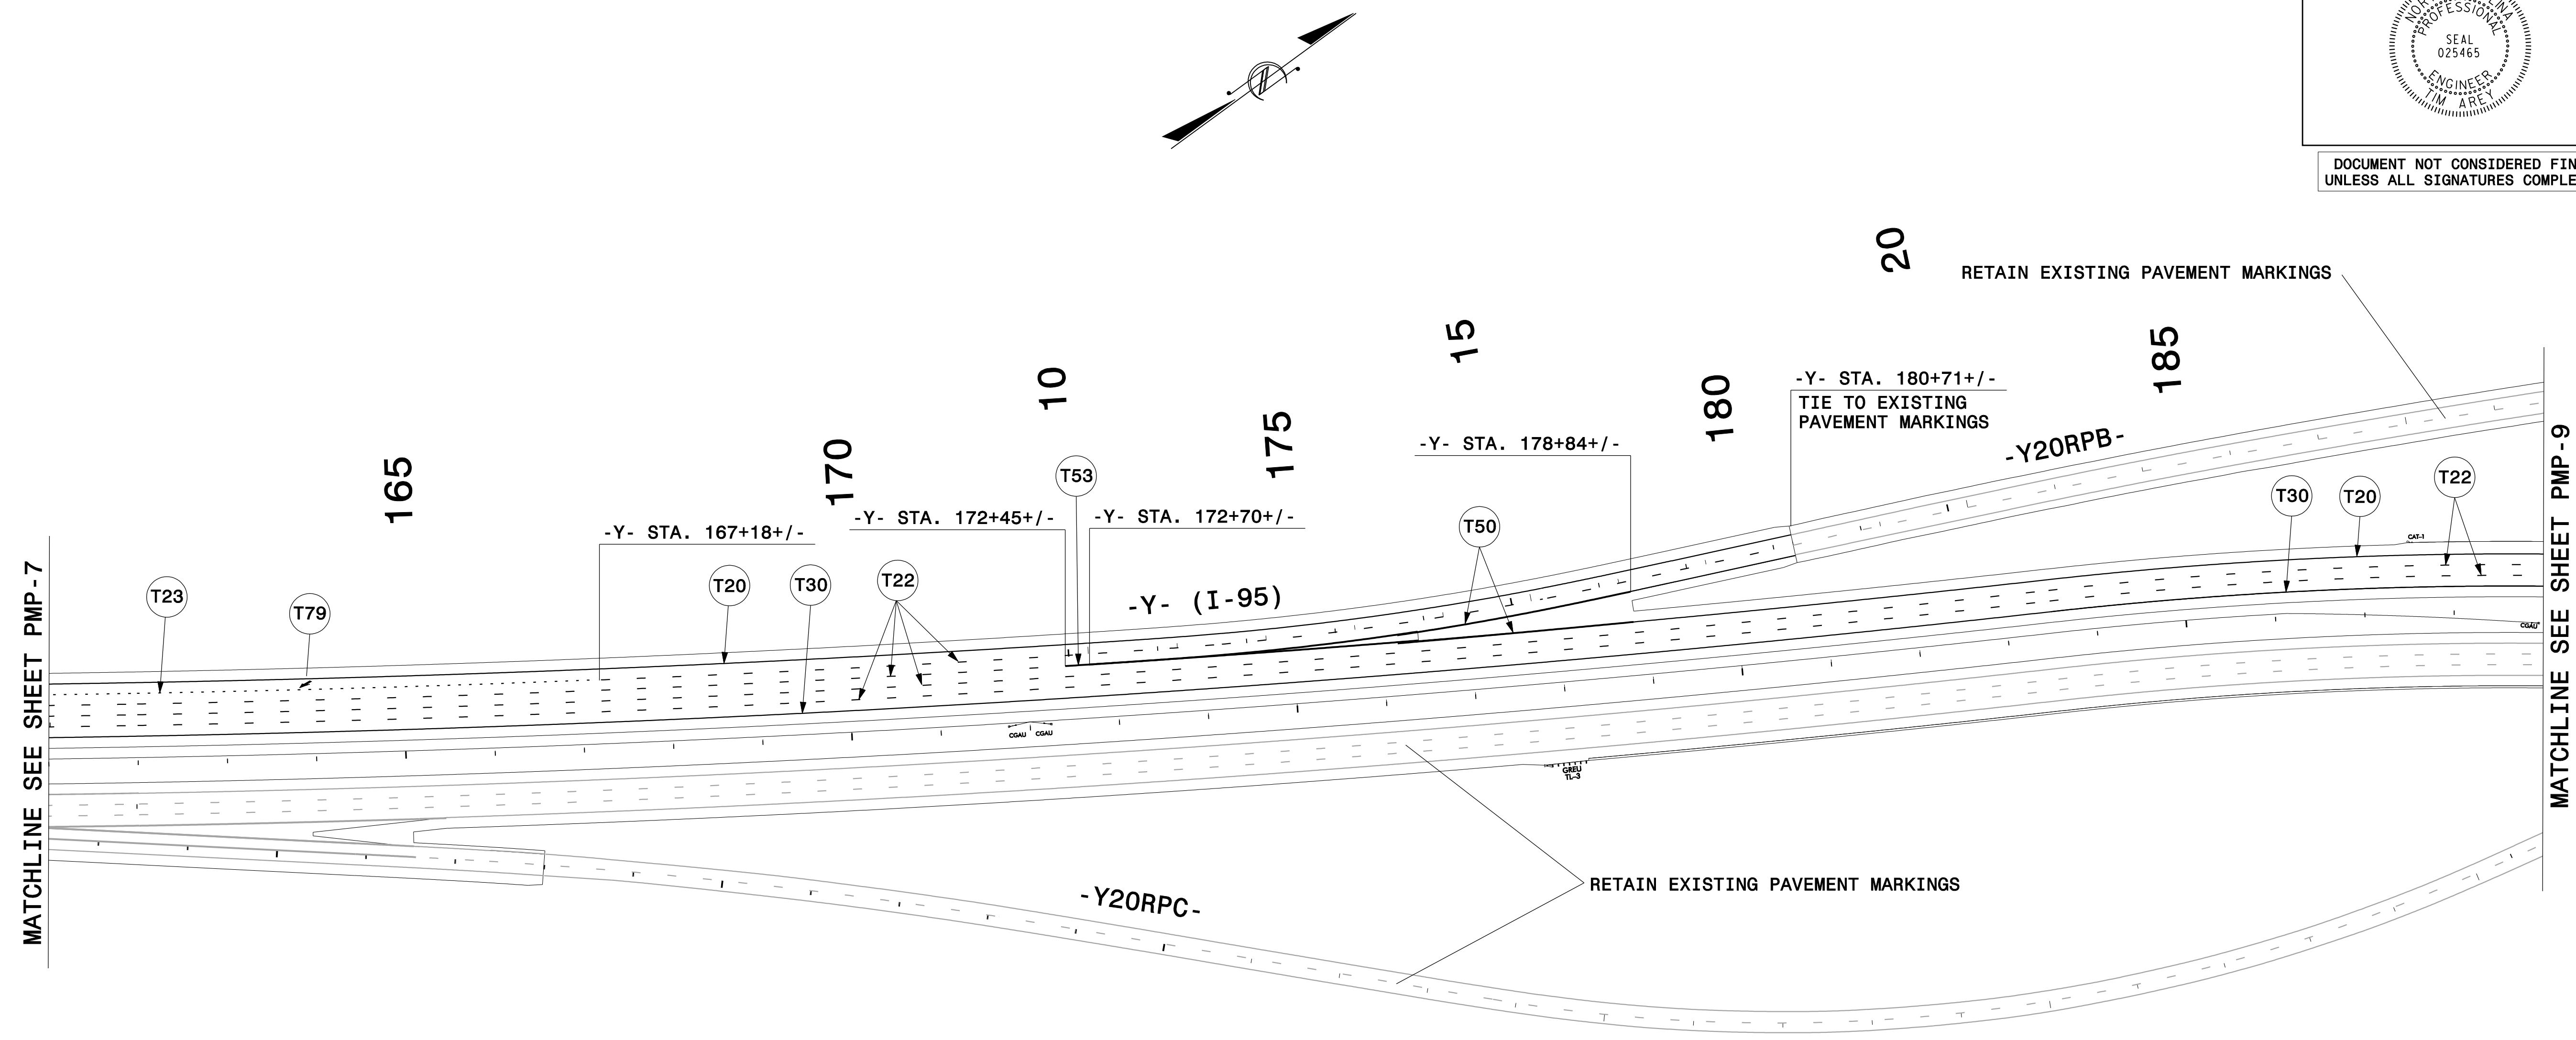 PROFESSIONAL
SEAL
025465
ENGINEER
TIM AREY
DOCUMENT NOT CONSIDERED FIN
UNLESS ALL SIGNATURES COMPLE
20
RETAIN EXISTING PAVEMENT MARKINGS
15
185
10
180
-Y- STA. 180+71+/-
TIE TO EXISTING
PAVEMENT MARKINGS
175
-Y- STA. 178+84+/-
-Y20RPB-
170
165
T53
T30
T20
T22
-Y- STA. 167+18+/-
-Y- STA. 172+45+/-
-Y- STA. 172+70+/-
T50
CAT-1
T23
T79
T20
T30
T22
-Y- (I-95)
CGAU
CGAU
CGAU
GREU
TL-3
MATCHLINE SEE SHEET PMP-7
MATCHLINE SEE SHEET PMP-9
-Y20RPC-
RETAIN EXISTING PAVEMENT MARKINGS